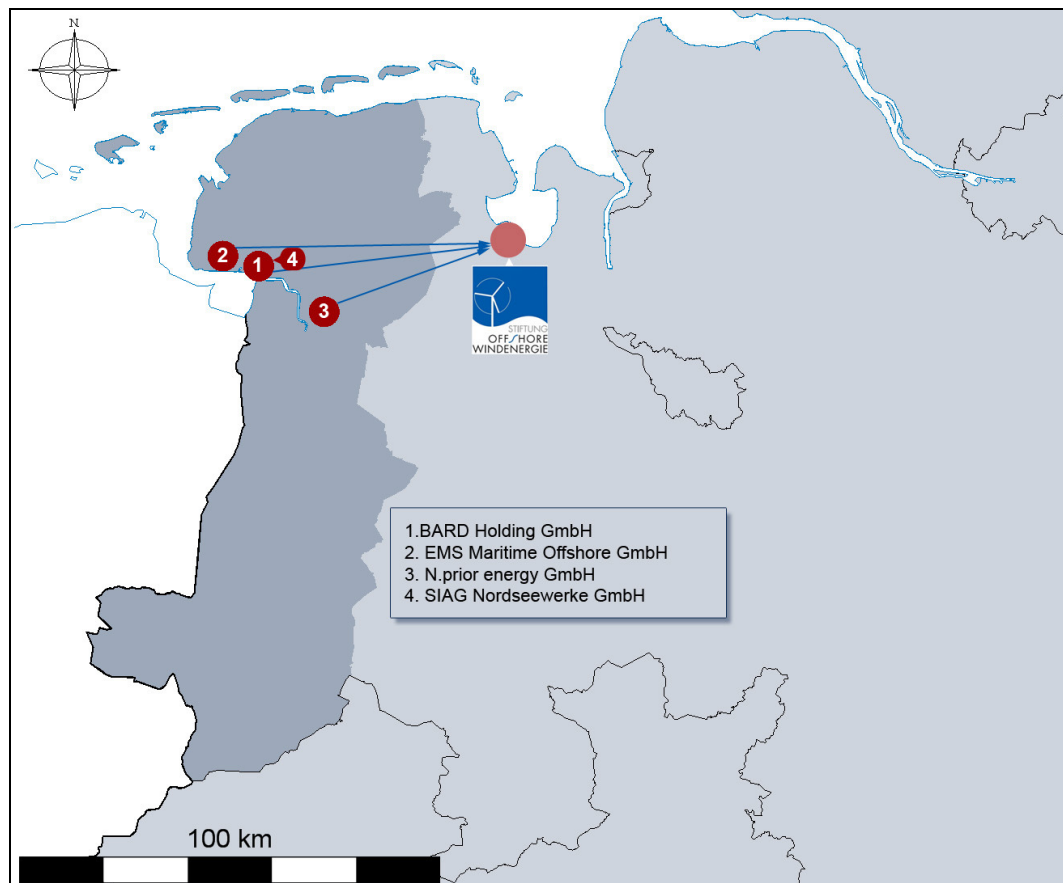 N
2
1
4
3
STIFTUNG
OFFSHORE
WINDENERGIE
1.BARD Holding GmbH
2. EMS Maritime Offshore GmbH
3. N.prior energy GmbH
4. SIAG Nordseewerke GmbH
100 km